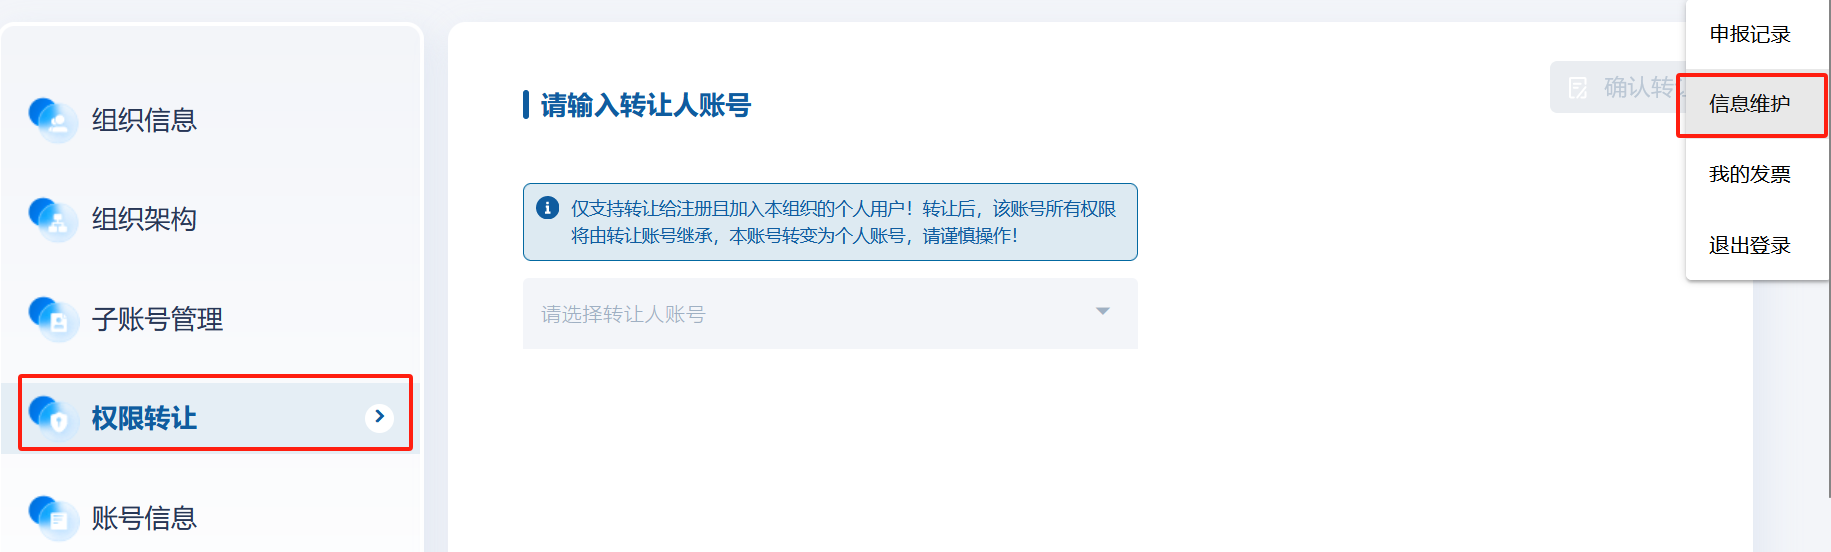 组织信息
组织架构
子账号管理
权限转让
账号信息
请输入转让人账号
仅支持转让给注册且加入本组织的个人用户！转让后，该账号所有权限
将由转让账号继承，本账号转变为个人账号，请谨慎操作！
请选择转让人账号
确认转
申报记录
信息维护
我的发票
退出登录